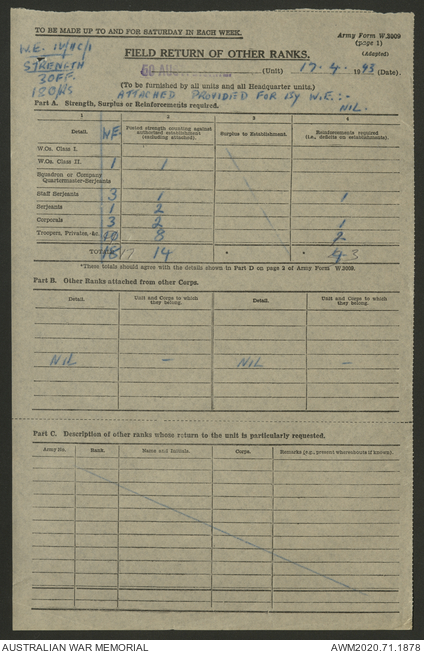 TO BE MADE UP TO AND FOR SATURDAY IN EACH WEEK.
Army Form W.3009
(page 1)
(Adapted)
W.E.
STRENGTH
3 OFF.
FIELD RETURN OF OTHER RANKS.
(Unit) 17.4.1943 (Date).
(To be furnished by all units and all Headquarter units.)
ATTACHED PROVIDED FOR BY W.E. :-
NIL.
Part A. Strength, Surplus or Reinforcements required.
1 2 3 4
Detail. WE Posted strength counting against authorised establishment (excluding attached). Surplus to Establishment. Reinforcements required (i.e., deficits on establishments).
W.Os. Class I.
W.Os. Class II. 1 1
Squadron or Company
Quartermaster-Serjeants
Staff Serjeants 3 1 1
Serjeants 1 2
Corporals 3 2 1
Troopers, Privates, &c. 10 8 2
TOTAL 18 17 14 * * 4 3
*These totals should agree with the details shown in Part D on page 2 of Army Form W.3009.
Part B. Other Ranks attached from other Corps.
Detail. Unit and Corps to which they belong. Detail. Unit and Corps to which they belong.
NIL – NIL –
Part C. Description of other ranks whose return to the unit is particularly requested.
Army No. Rank. Name and Initials. Corps. Remarks (e.g., present whereabouts if known).
AUSTRALIAN WAR MEMORIAL
AWM2020.71.1878